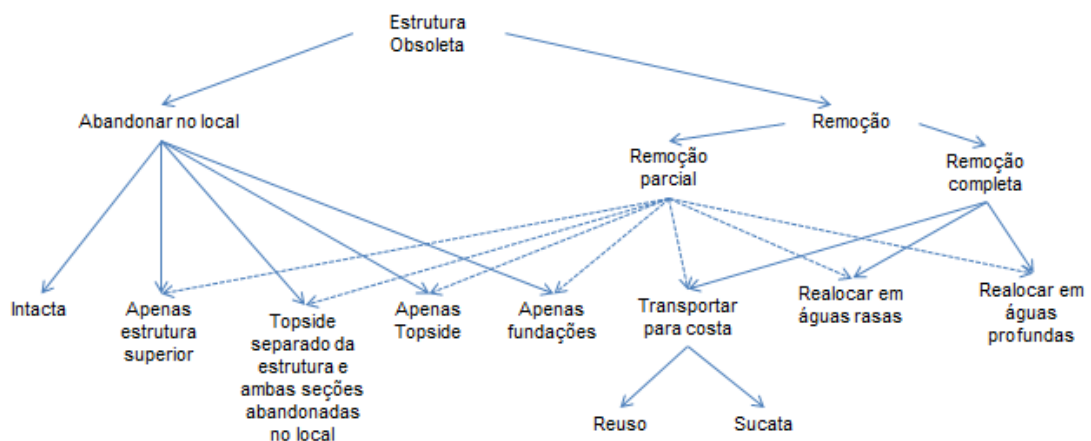 Estrutura
Obsoleta
Abandonar no local
Remoção
Remoção
parcial
Remoção
completa
Intacta
Apenas
estrutura
superior
Topside
separado da
estrutura e
ambas seções
abandonadas
no local
Apenas
Topside
Apenas
fundações
Transportar
para costa
Realocar em
águas rasas
Realocar em
águas
profundas
Reuso
Sucata